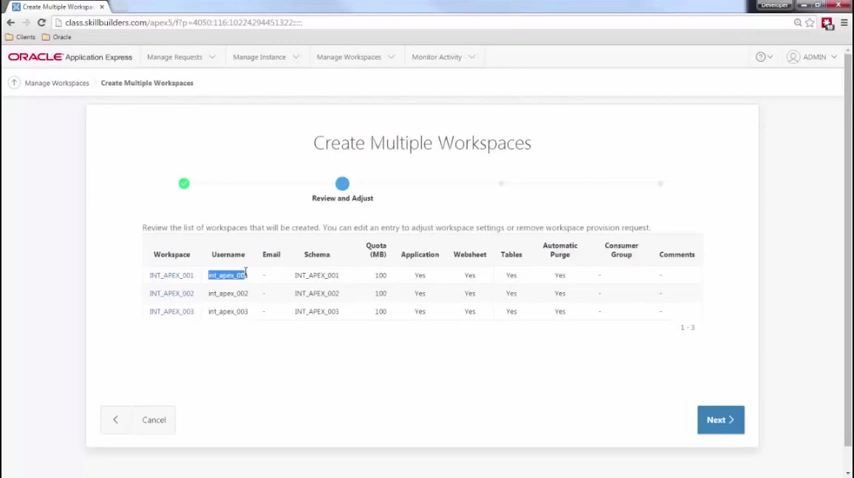 Create Multiple Workspac
Developer
class.skillbuilders.com/apex5/f?p=4050:116:10224294451322:::::
Clients Oracle
ORACLE Application Express Manage Requests Manage Instance Manage Workspaces Monitor Activity ADMIN
Manage Workspaces Create Multiple Workspaces
Create Multiple Workspaces
Review and Adjust
Review the list of workspaces that will be created. You can edit an entry to adjust workspace settings or remove workspace provision request.
Workspace Username Email Schema Quota (MB) Application Websheet Tables Automatic Purge Consumer Group Comments
INT_APEX_001 int_apex_001 - INT_APEX_001 100 Yes Yes Yes Yes - -
INT_APEX_002 int_apex_002 - INT_APEX_002 100 Yes Yes Yes Yes - -
INT_APEX_003 int_apex_003 - INT_APEX_003 100 Yes Yes Yes Yes - -
1 - 3
Cancel
Next